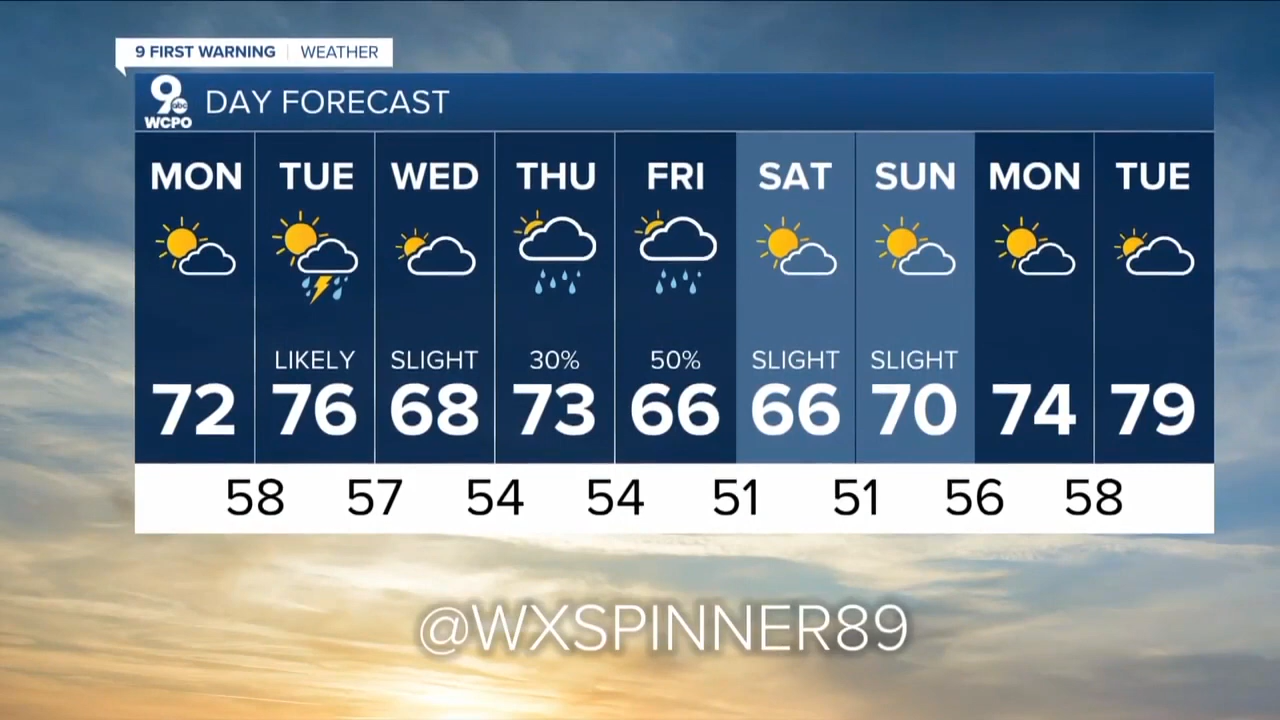 9 FIRST WARNING | WEATHER
9 abc WCPO DAY FORECAST
MON TUE WED THU FRI SAT SUN MON TUE
LIKELY SLIGHT 30% 50% SLIGHT SLIGHT
72 76 68 73 66 66 70 74 79
58 57 54 54 51 51 56 58
@WXSPINNER89